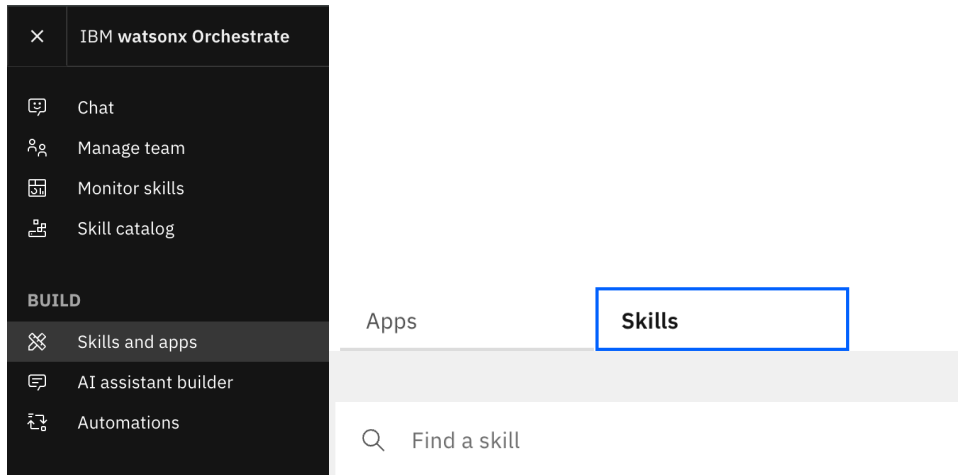 IBM watsonx Orchestrate
Chat
Manage team
Monitor skills
Skill catalog
BUILD
Skills and apps
AI assistant builder
Automations
Apps
Skills
Find a skill